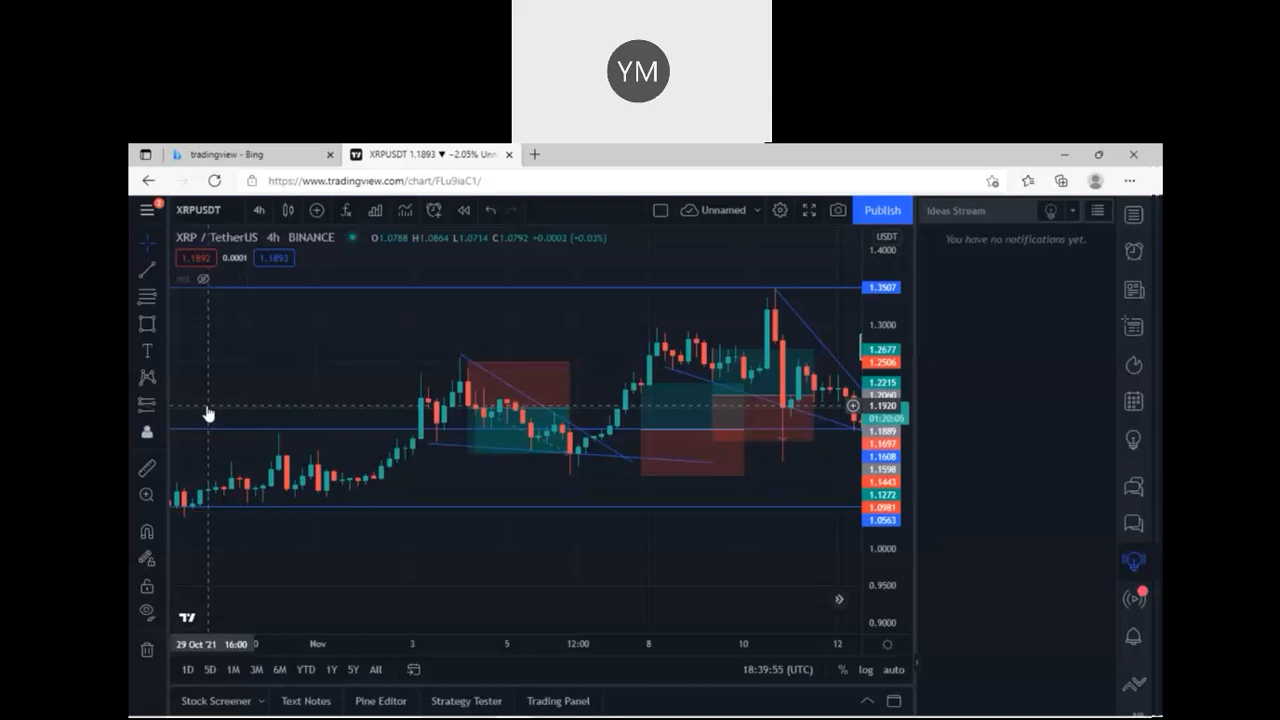 YM
tradingview - Bing
XRPUSDT 1.1893 ▼ −2.05% Unn
https://www.tradingview.com/chart/FLu9iaC1/
2
XRPUSDT 4h Unnamed Publish Ideas Stream
XRP / TetherUS 4h BINANCE O1.0788 H1.0864 L1.0714 C1.0792 +0.0003 (+0.03%)
USDT
You have no notifications yet.
1.4000
1.1892 0.0001 1.1893
Vol
1.3507
1.3000
1.2677
1.2506
1.2215
1.2060
1.1920
01:20:05
1.1889
1.1697
1.1608
1.1598
1.1443
1.1272
1.0981
1.0563
1.0000
0.9500
0.9000
29 Oct '21 16:00 Nov 3 5 12:00 8 10 12
1D 5D 1M 3M 6M YTD 1Y 5Y All 18:39:55 (UTC) % log auto
Stock Screener Text Notes Pine Editor Strategy Tester Trading Panel